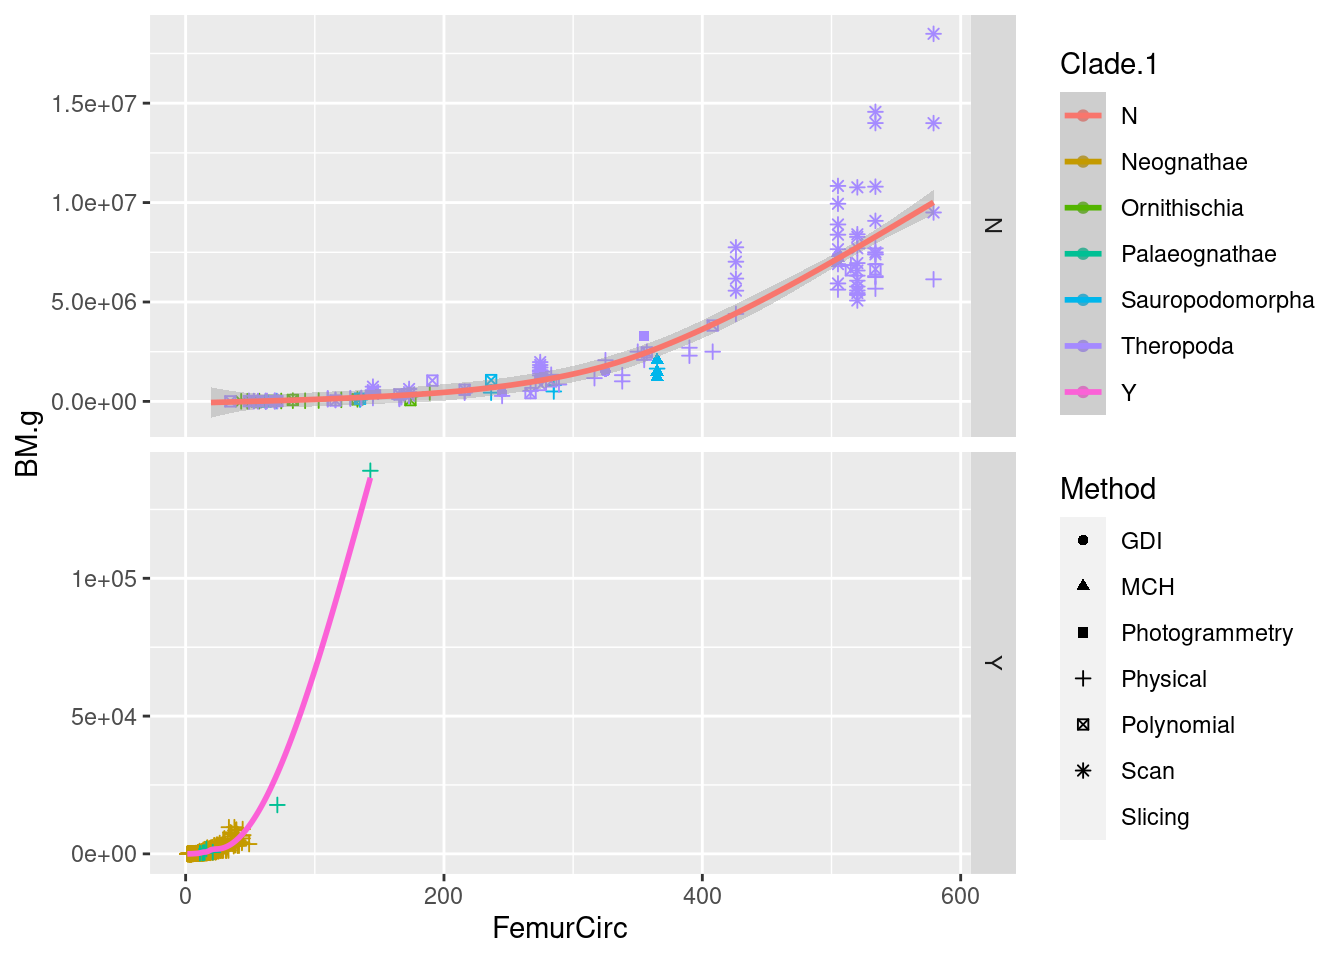 1.5e+07
1.0e+07
5.0e+06
0.0e+00
N
1e+05
5e+04
0e+00
Y
0
200
400
600
FemurCirc
BM.g
Clade.1
N
Neognathae
Ornithischia
Palaeognathae
Sauropodomorpha
Theropoda
Y
Method
GDI
MCH
Photogrammetry
Physical
Polynomial
Scan
Slicing